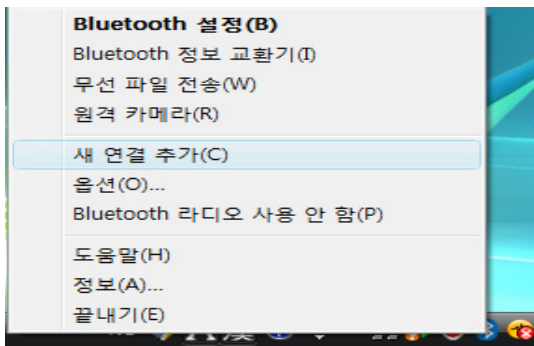 Bluetooth 설정(B)
Bluetooth 정보 교환기(I)
무선 파일 전송(W)
원격 카메라(R)
새 연결 추가(C)
옵션(O)...
Bluetooth 라디오 사용 안 함(P)
도움말(H)
정보(A)...
끝내기(E)